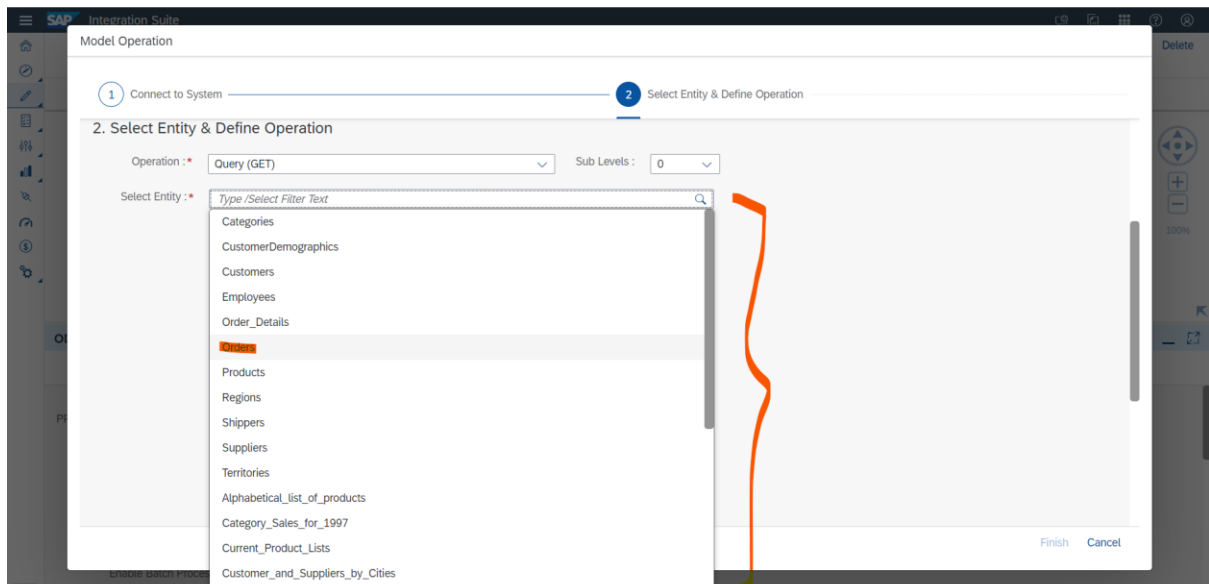 SAP Integration Suite
Model Operation
Delete
1 Connect to System
2 Select Entity & Define Operation
2. Select Entity & Define Operation
Operation :* Query (GET) Sub Levels : 0
Select Entity :* Type /Select Filter Text
Categories
CustomerDemographics
Customers
Employees
Order_Details
Orders
Products
Regions
Shippers
Suppliers
Territories
Alphabetical_list_of_products
Category_Sales_for_1997
Current_Product_Lists
Customer_and_Suppliers_by_Cities
100%
Finish Cancel
Enable Batch Proces